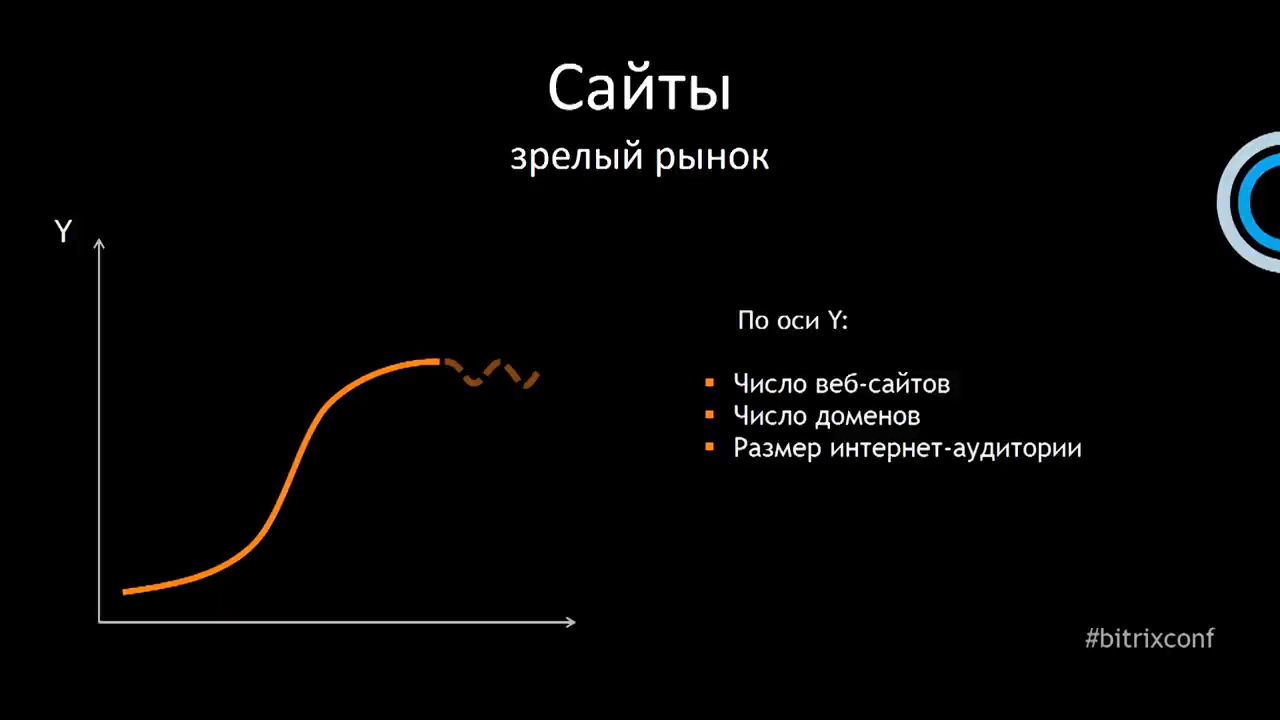 Сайты
зрелый рынок
Y
По оси Y:
Число веб-сайтов
Число доменов
Размер интернет-аудитории
#bitrixconf